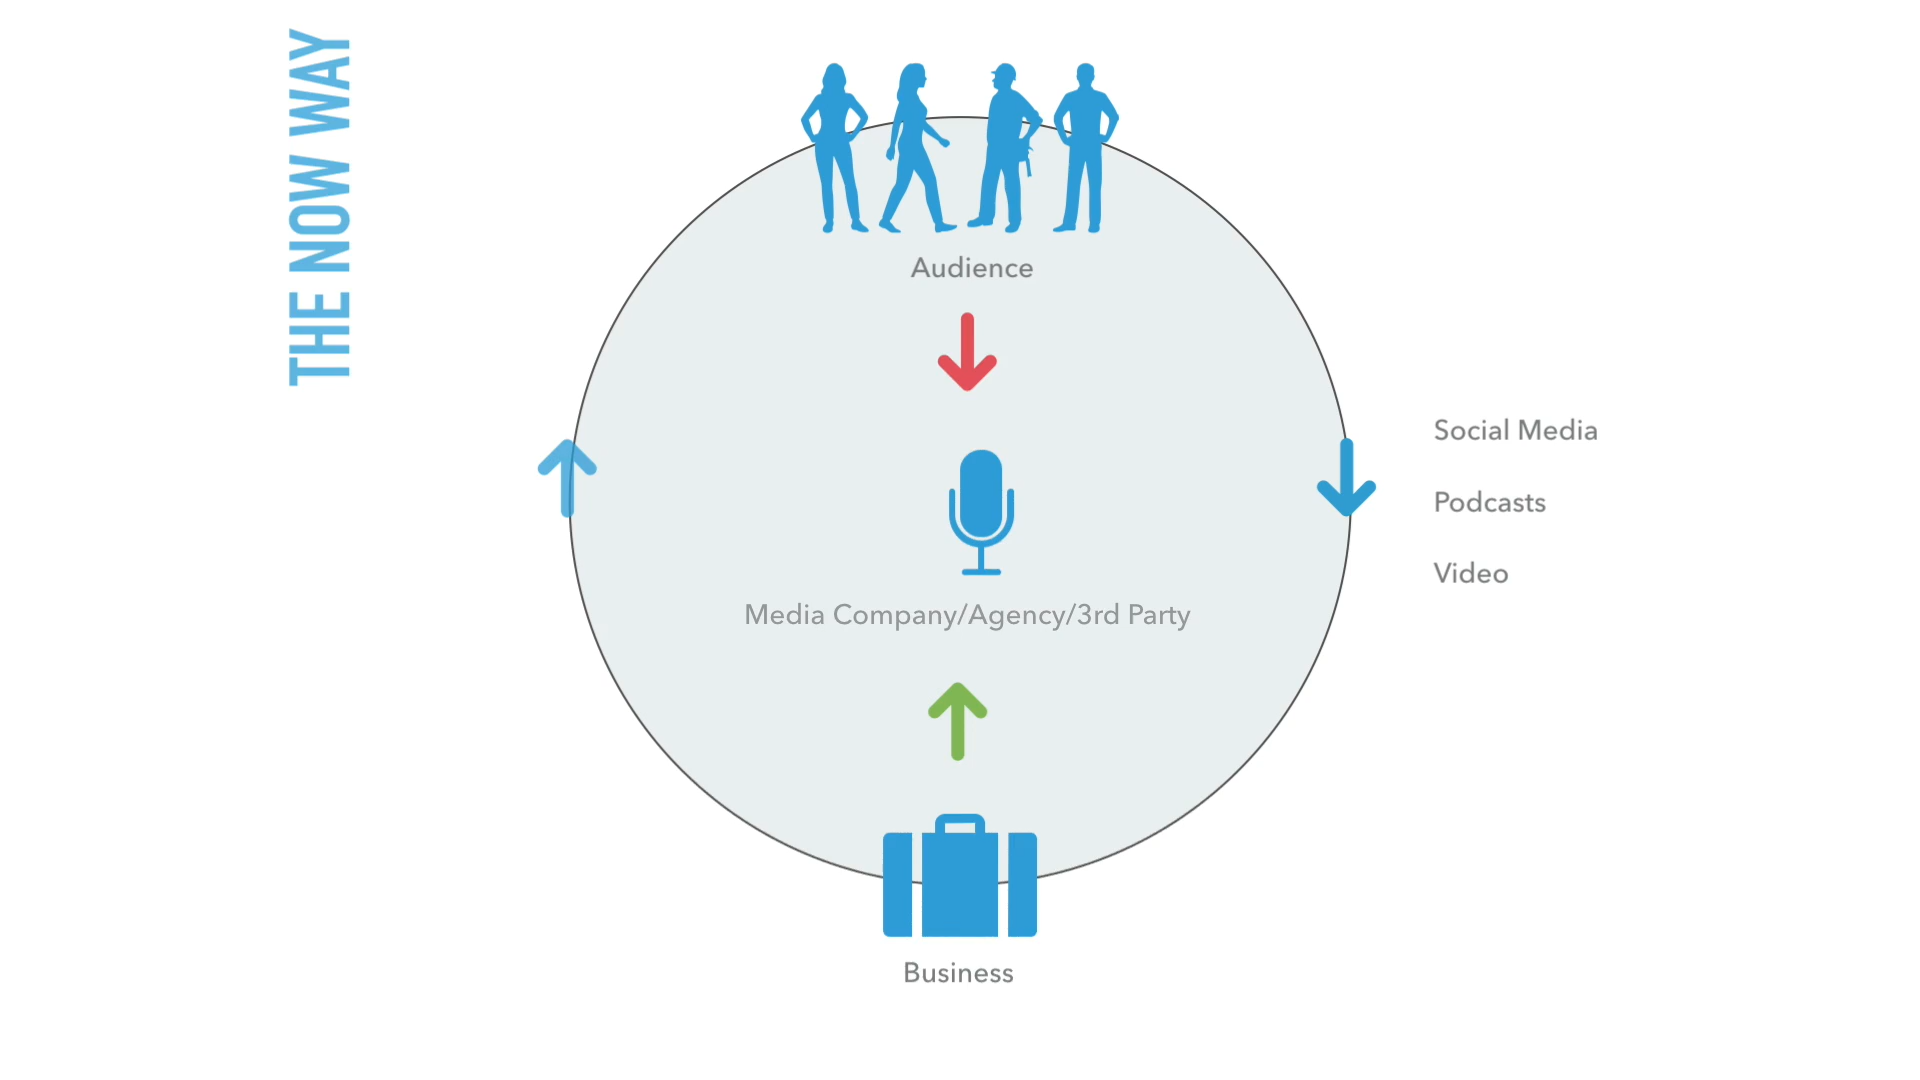 THE NOW WAY
Audience
Social Media
Podcasts
Video
Media Company/Agency/3rd Party
Business